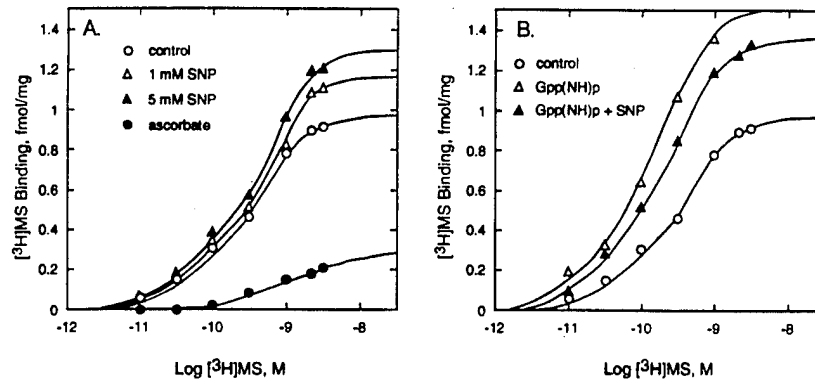 A.
control
1 mM SNP
5 mM SNP
ascorbate
[³H]MS Binding, fmol/mg
1.4
1.2
1
0.8
0.6
0.4
0.2
0
-12
-11
-10
-9
-8
Log [³H]MS, M
B.
control
Gpp(NH)p
Gpp(NH)p + SNP
[³H]MS Binding, fmol/mg
1.4
1.2
1
0.8
0.6
0.4
0.2
0
-12
-11
-10
-9
-8
Log [³H]MS, M